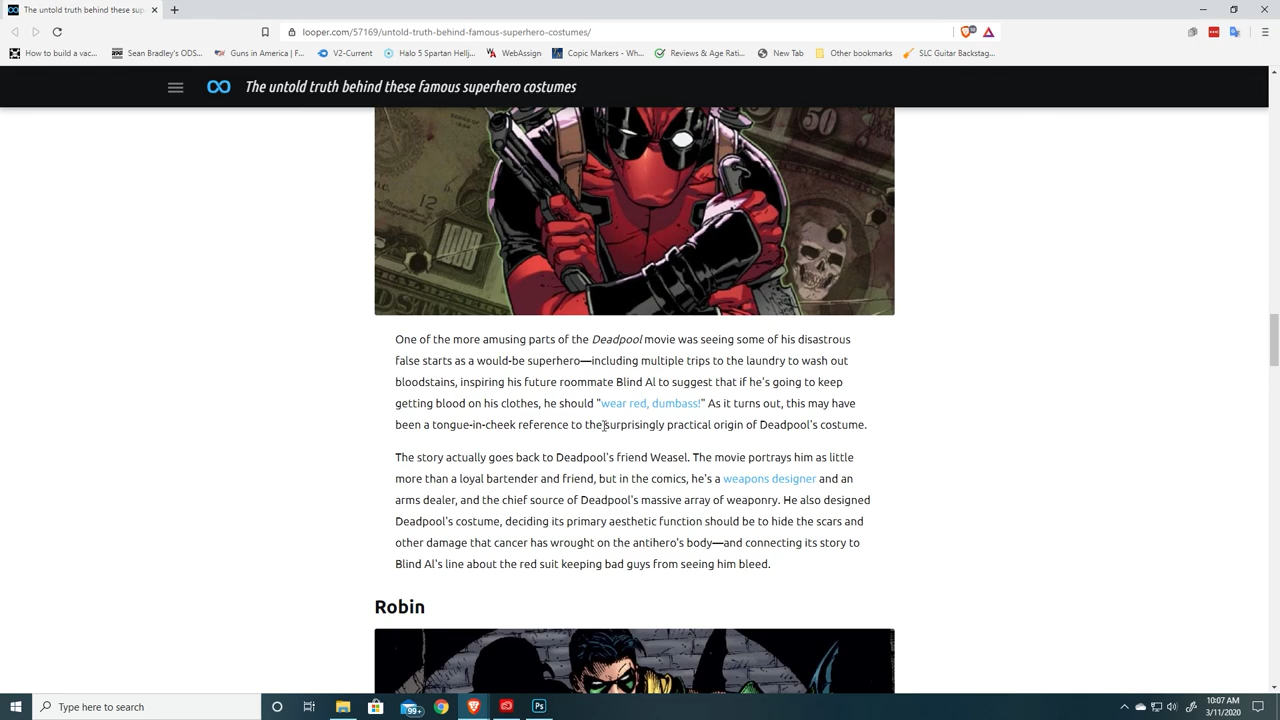 The untold truth behind these sup
looper.com/57169/untold-truth-behind-famous-superhero-costumes/
How to build a vac...
Sean Bradley's ODS...
Guns in America | F...
V2-Current
Halo 5 Spartan Hellj...
WebAssign
Copic Markers - Wh...
Reviews & Age Rati...
New Tab
Other bookmarks
SLC Guitar Backstag...
The untold truth behind these famous superhero costumes
50
12
One of the more amusing parts of the Deadpool movie was seeing some of his disastrous
false starts as a would-be superhero—including multiple trips to the laundry to wash out
bloodstains, inspiring his future roommate Blind Al to suggest that if he's going to keep
getting blood on his clothes, he should "wear red, dumbass!" As it turns out, this may have
been a tongue-in-cheek reference to the surprisingly practical origin of Deadpool's costume.
The story actually goes back to Deadpool's friend Weasel. The movie portrays him as little
more than a loyal bartender and friend, but in the comics, he's a weapons designer and an
arms dealer, and the chief source of Deadpool's massive array of weaponry. He also designed
Deadpool's costume, deciding its primary aesthetic function should be to hide the scars and
other damage that cancer has wrought on the antihero's body—and connecting its story to
Blind Al's line about the red suit keeping bad guys from seeing him bleed.
Robin
Type here to search
99+
Ps
10:07 AM
3/11/2020